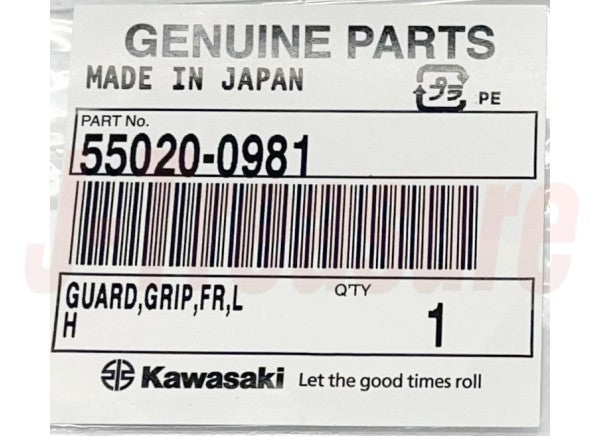 GENUINE PARTS
MADE IN JAPAN
プラ PE
PART No.
55020-0981
GUARD,GRIP,FR,L
H
Q'TY
1
Kawasaki Let the good times roll